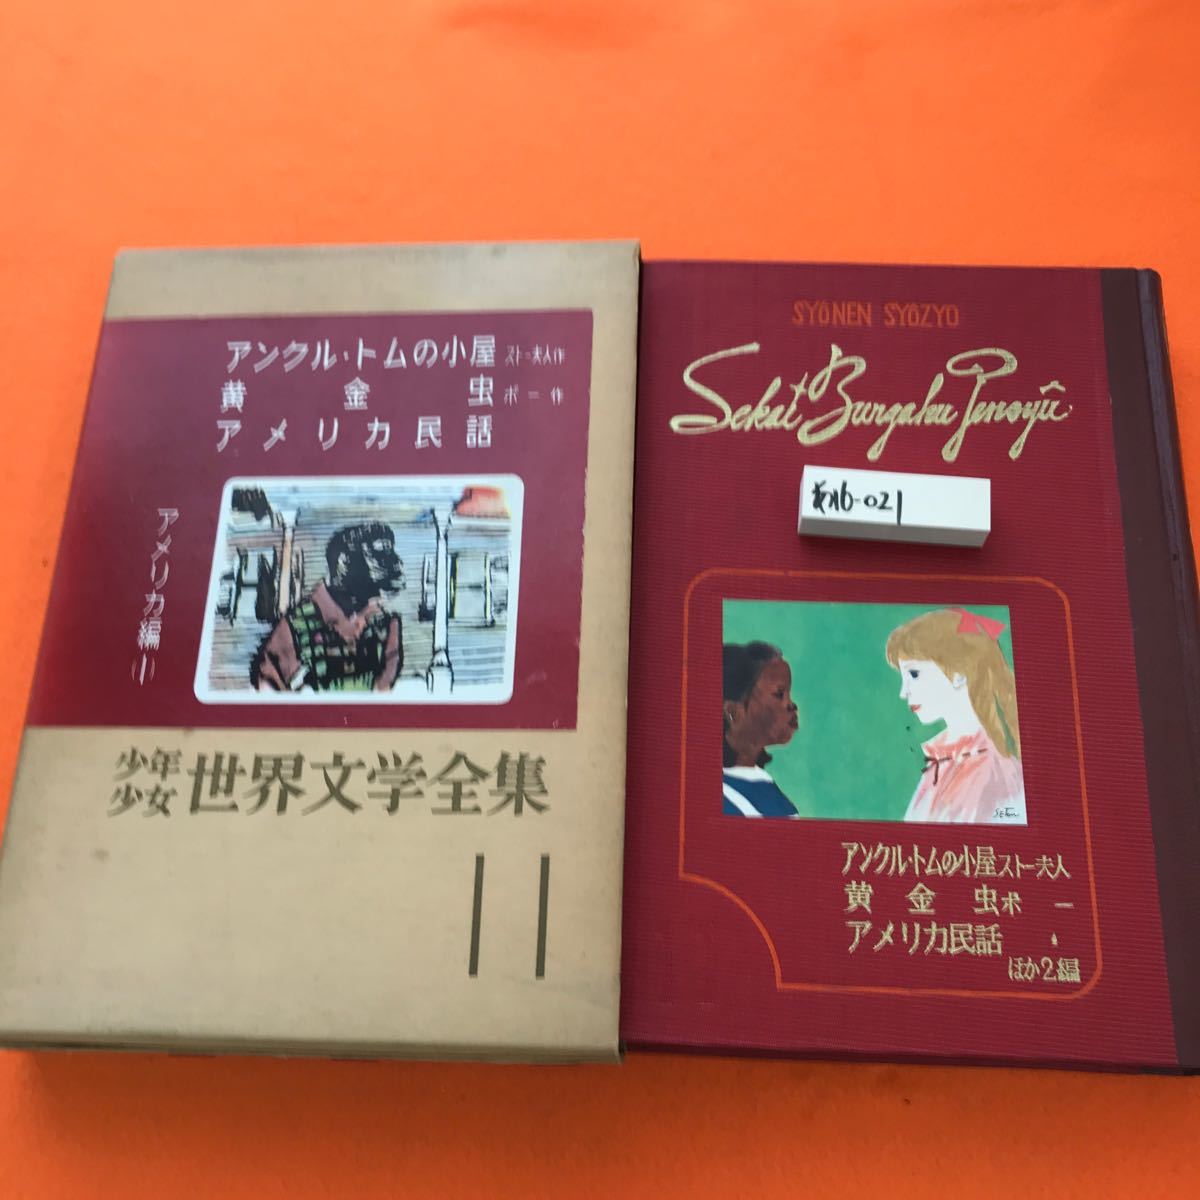 アンクル・トムの小屋 ストー夫人作
黄金虫 ポー作
アメリカ民話
アメリカ編(1)
少年少女 世界文学全集
11
SYŌNEN SYŌZYO
Sekai Bungaku Zensyû
021
アンクル・トムの小屋 ストー夫人
黄金虫 ポー
アメリカ民話
ほか2編